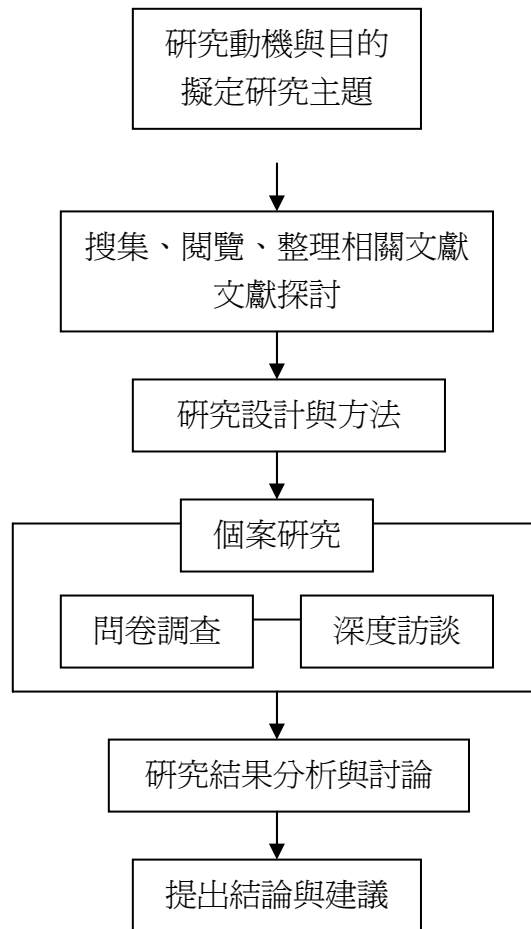 研究動機與目的
擬定研究主題
搜集、閱覽、整理相關文獻
文獻探討
研究設計與方法
個案研究
問卷調查
深度訪談
研究結果分析與討論
提出結論與建議